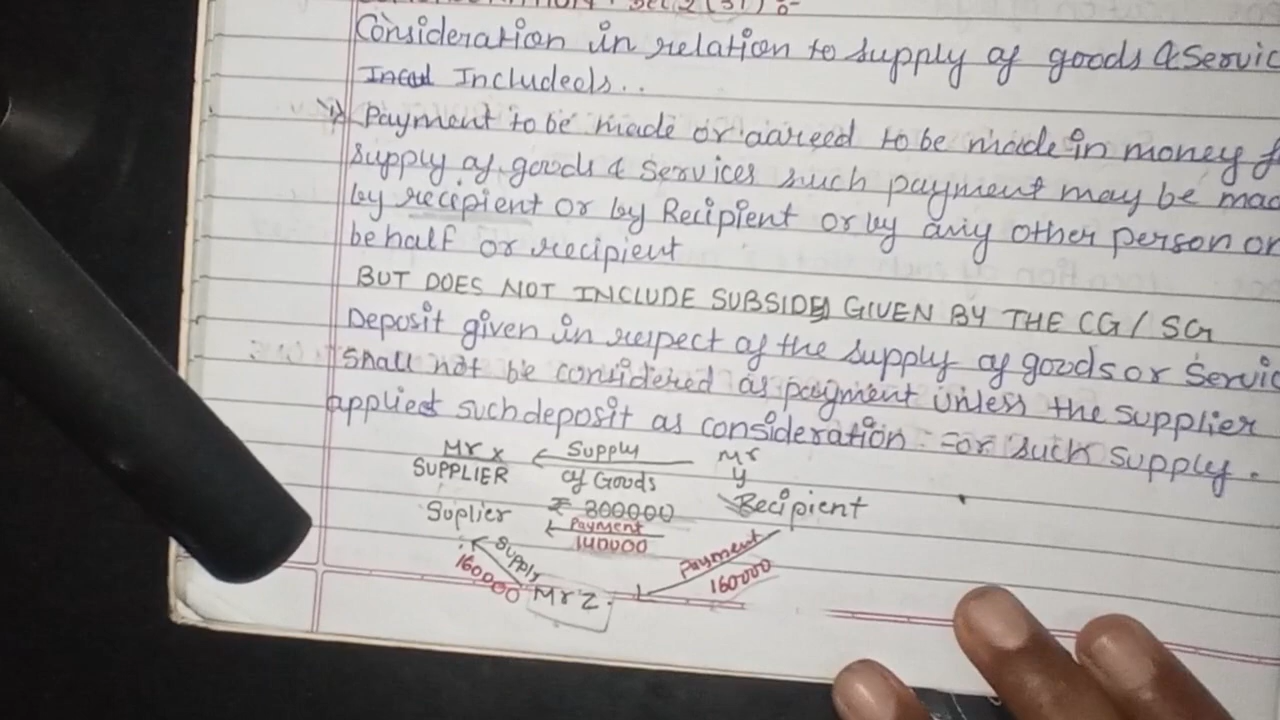 Sec 2 (31) :-
Consideration in relation to supply of goods & Servic
Includeds..
Payment to be made or aareed to be made in money f
supply of goods & Services such payment may be mad
by recipient or by Recipient or by any other person on
behalf or recipient
BUT DOES NOT INCLUDE SUBSIDY GIVEN BY THE CG/SG
Deposit given in respect of the supply of goods or Servic
Shall not be considered as payment unless the supplier
applied such deposit as consideration For such supply.
Mr x Supply Mr
SUPPLIER of Goods y
Suplier ₹ 300000 Recipient
Payment
140000 Payment
Supply
160000 160000
Mr Z.